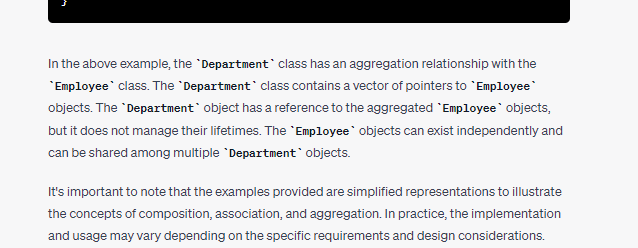 }
In the above example, the `Department` class has an aggregation relationship with the
`Employee` class. The `Department` class contains a vector of pointers to `Employee`
objects. The `Department` object has a reference to the aggregated `Employee` objects,
but it does not manage their lifetimes. The `Employee` objects can exist independently and
can be shared among multiple `Department` objects.
It's important to note that the examples provided are simplified representations to illustrate
the concepts of composition, association, and aggregation. In practice, the implementation
and usage may vary depending on the specific requirements and design considerations.